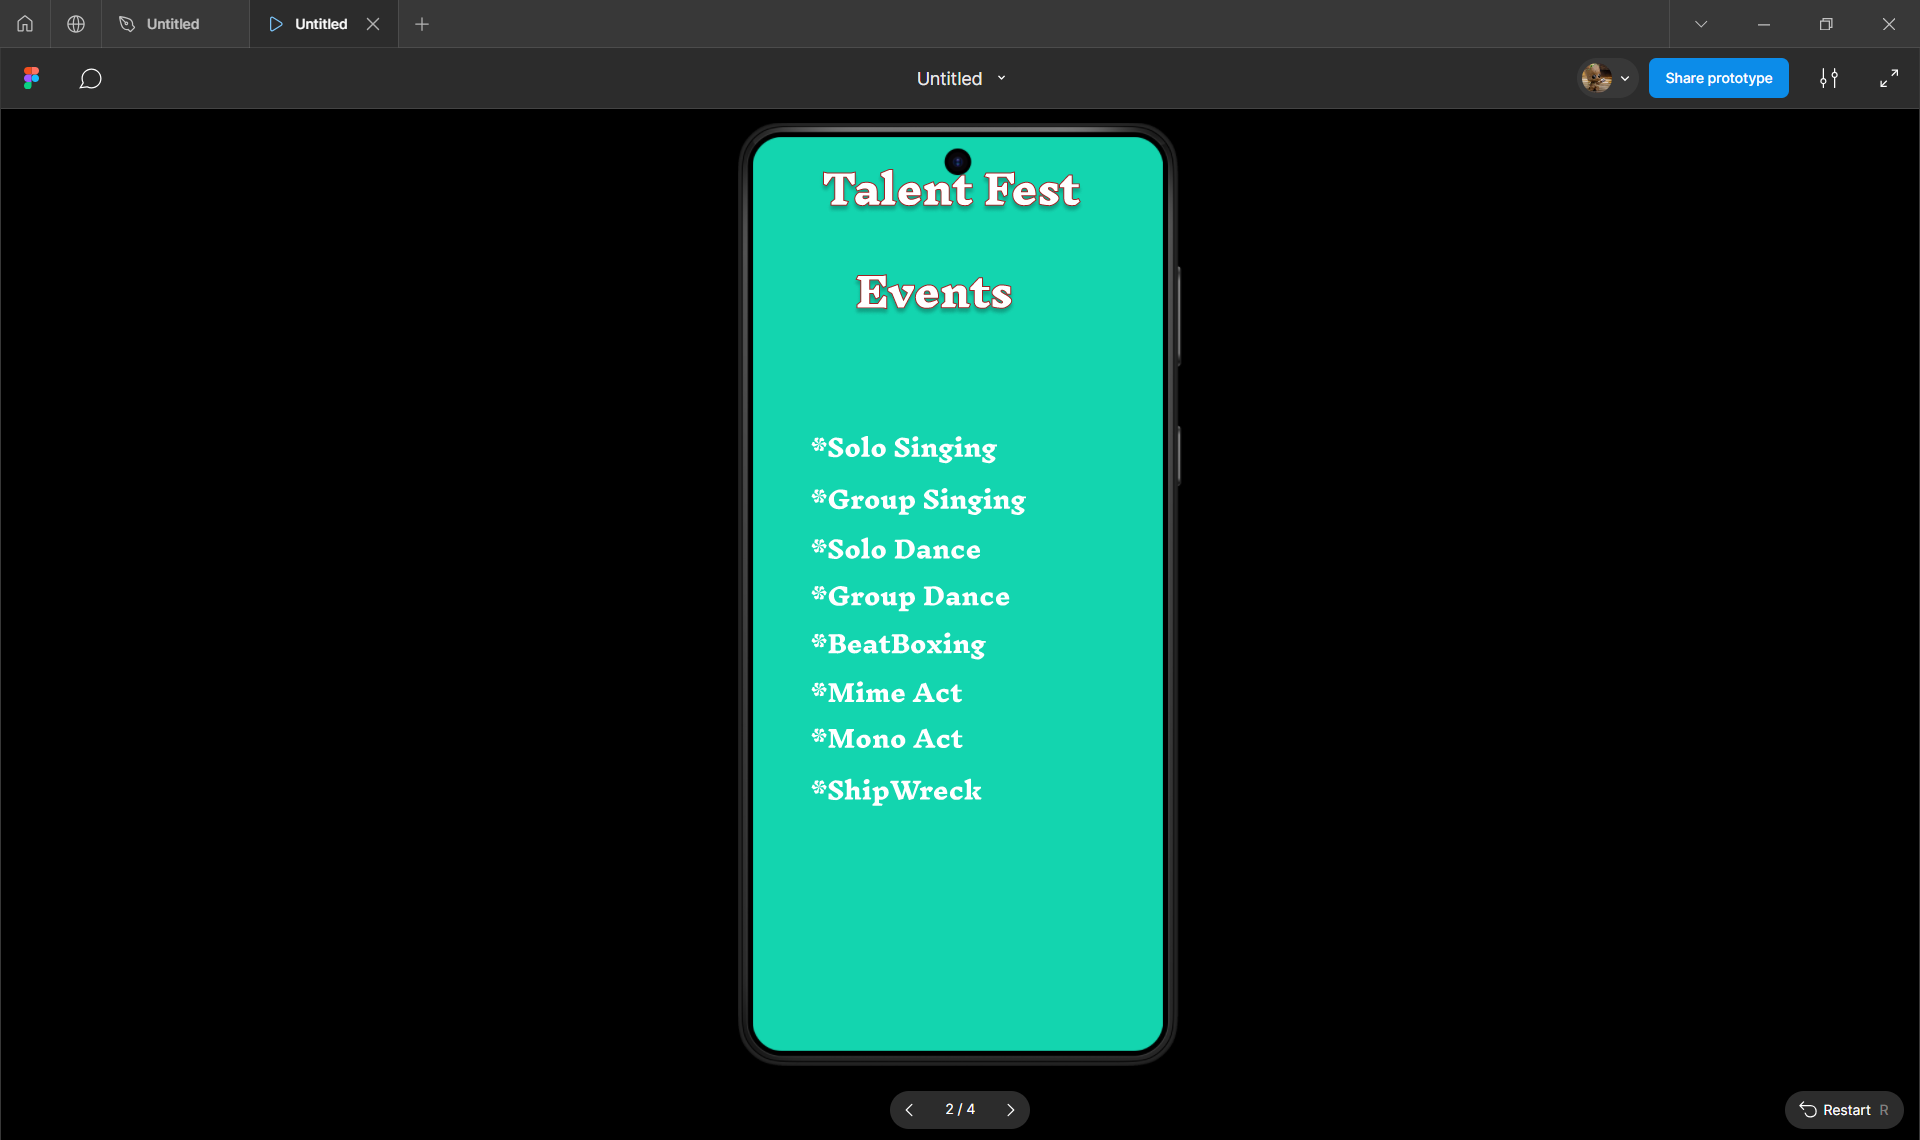 Untitled
Untitled
Untitled
Share prototype
Talent Fest
Events
*Solo Singing
*Group Singing
*Solo Dance
*Group Dance
*BeatBoxing
*Mime Act
*Mono Act
*ShipWreck
2 / 4
Restart R